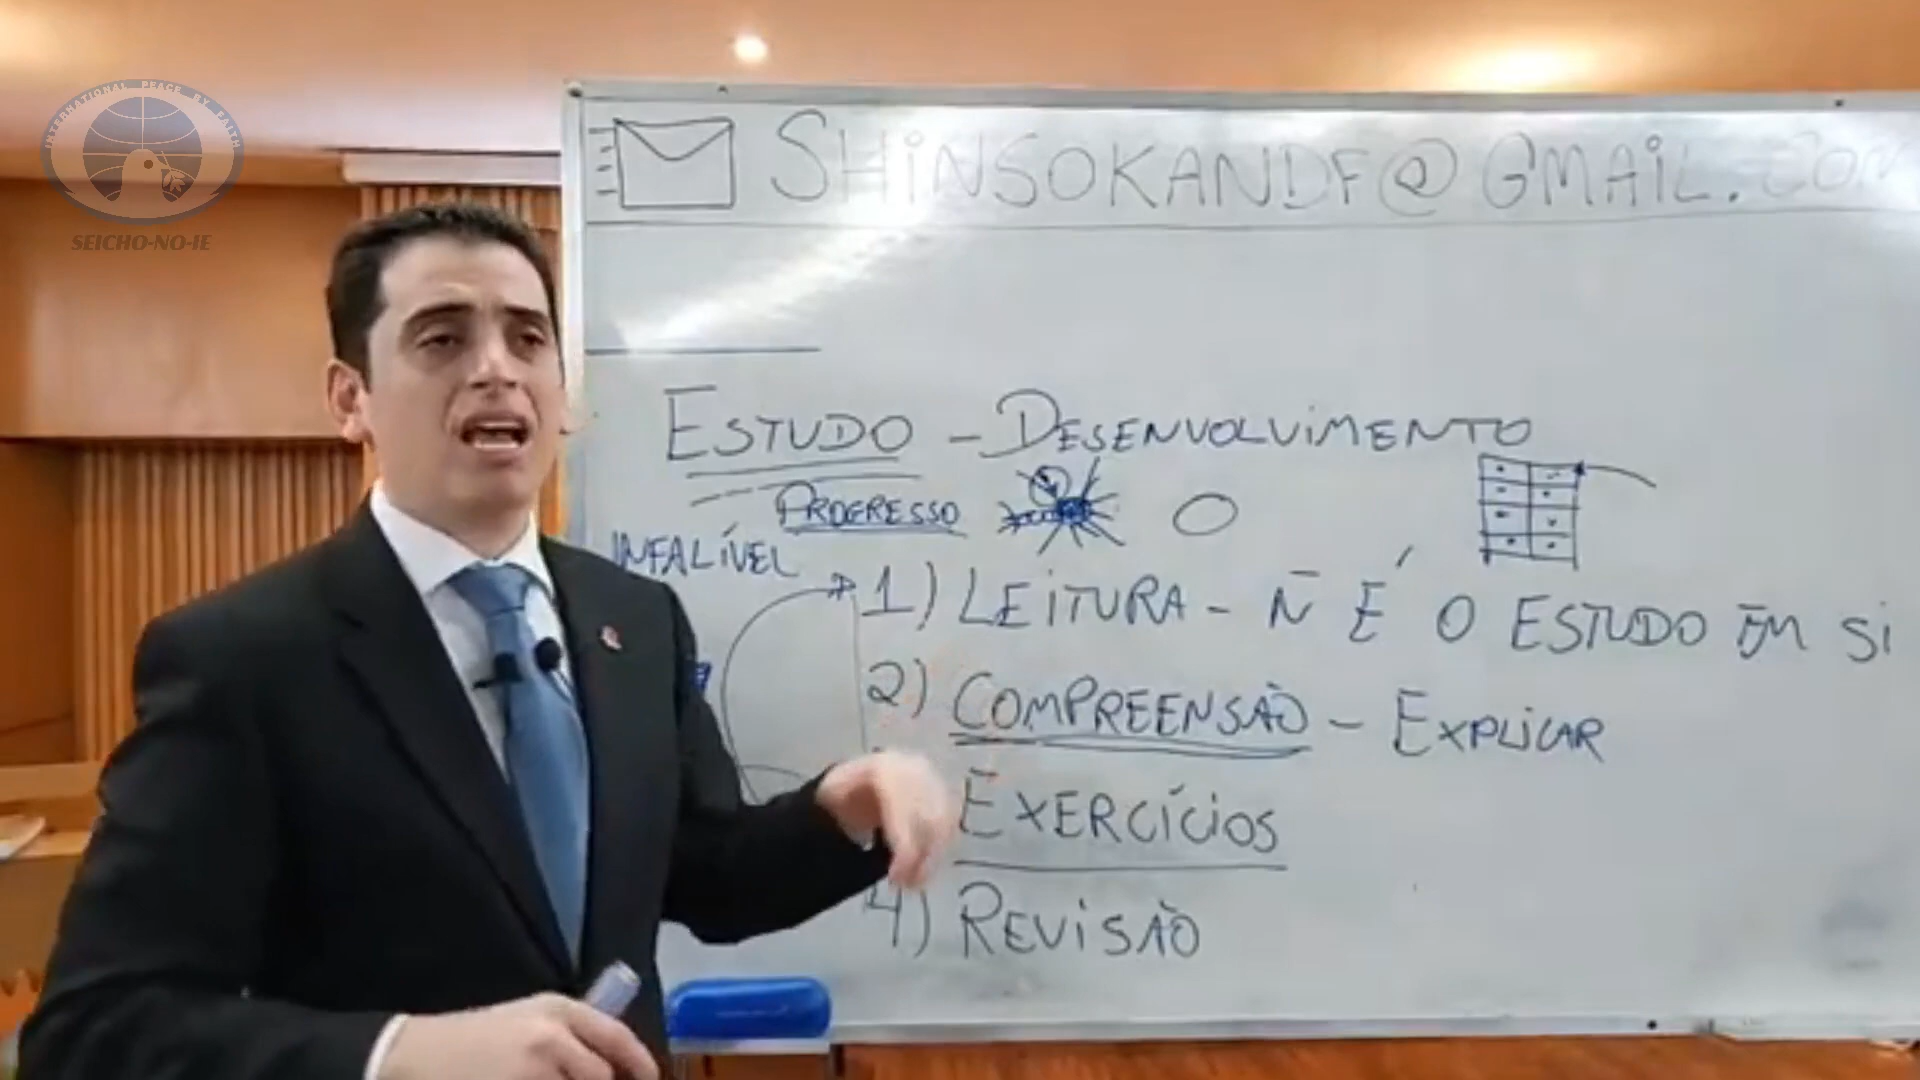 INTERNATIONAL PEACE BY FAITH
SEICHO-NO-IE
SHINSOKANDF@GMAIL.COM
ESTUDO - DESENVOLVIMENTO
PROGRESSO
INFALÍVEL
1) LEITURA - Ñ É O ESTUDO EM SI
2) COMPREENSÃO - EXPLICAR
EXERCÍCIOS
4) REVISÃO